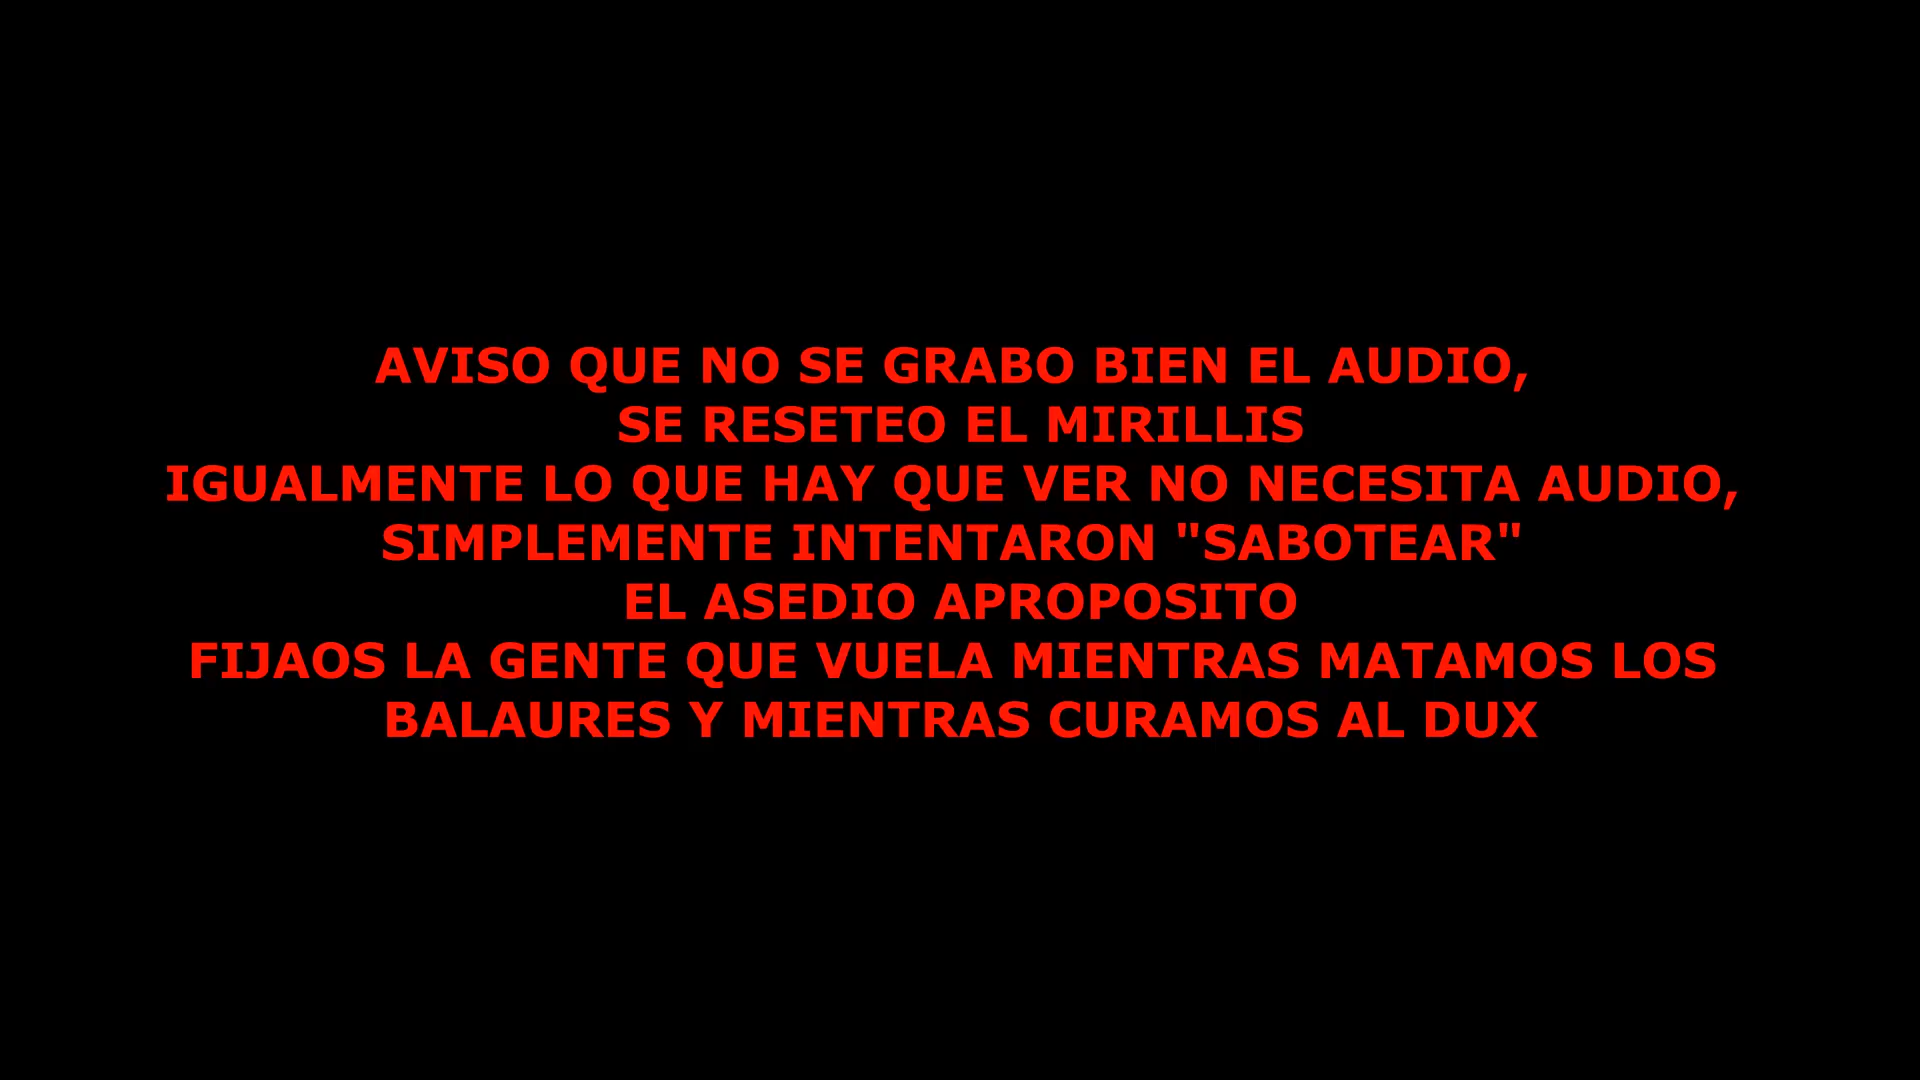 AVISO QUE NO SE GRABO BIEN EL AUDIO,
SE RESETEO EL MIRILLIS
IGUALMENTE LO QUE HAY QUE VER NO NECESITA AUDIO,
SIMPLEMENTE INTENTARON "SABOTEAR"
EL ASEDIO APROPOSITO
FIJAOS LA GENTE QUE VUELA MIENTRAS MATAMOS LOS
BALAURES Y MIENTRAS CURAMOS AL DUX